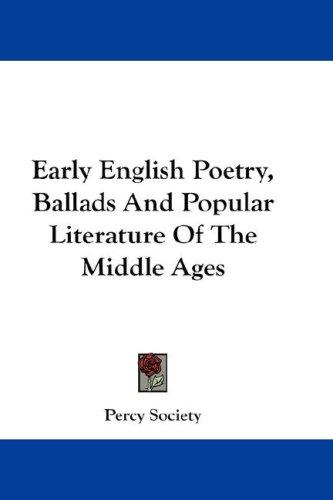 Early English Poetry,
Ballads And Popular
Literature Of The
Middle Ages
Percy Society